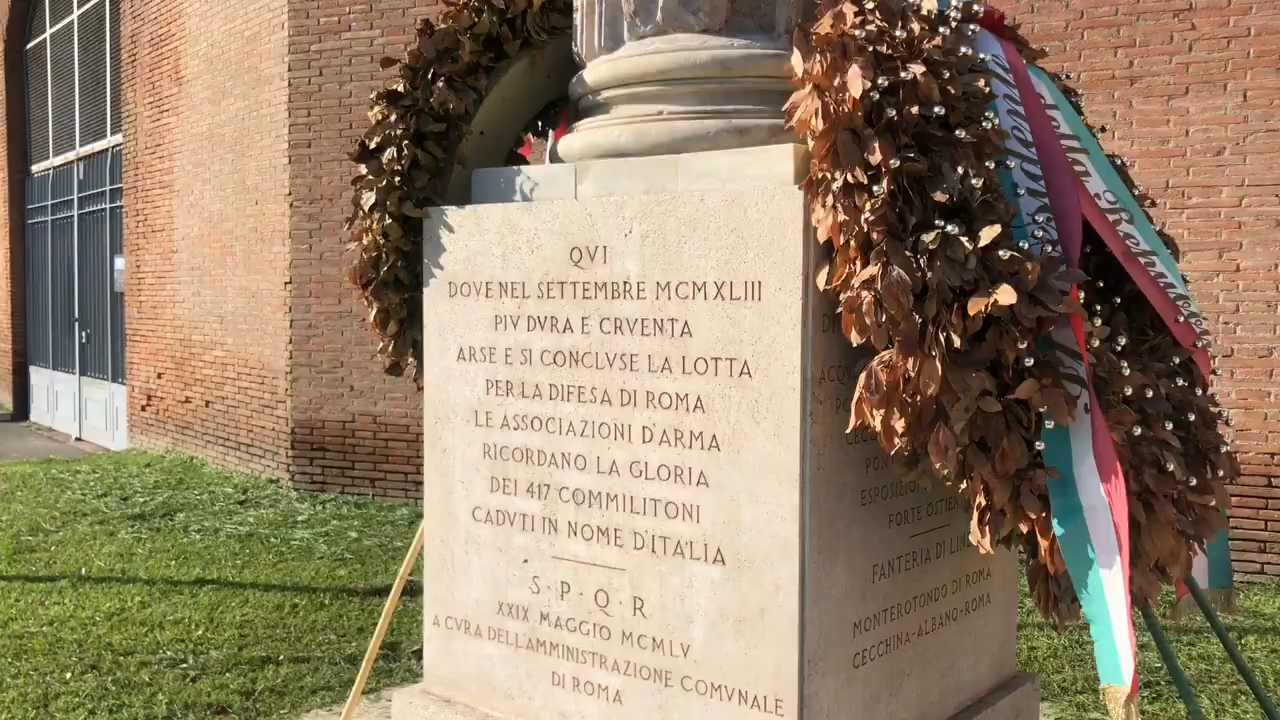 QVI
DOVE NEL SETTEMBRE MCMXLIII
PIV DVRA E CRVENTA
ARSE E SI CONCLVSE LA LOTTA
PER LA DIFESA DI ROMA
LE ASSOCIAZIONI D'ARMA
RICORDANO LA GLORIA
DEI 417 COMMILITONI
CADVTI IN NOME D'ITALIA
S·P·Q·R
XXIX MAGGIO MCMLV
A CVRA DELL'AMMINISTRAZIONE COMVNALE
DI ROMA
FORTE
FANTERIA DI
MONTEROTONDO DI ROMA
CECCHINA-ALBANO-ROMA
della